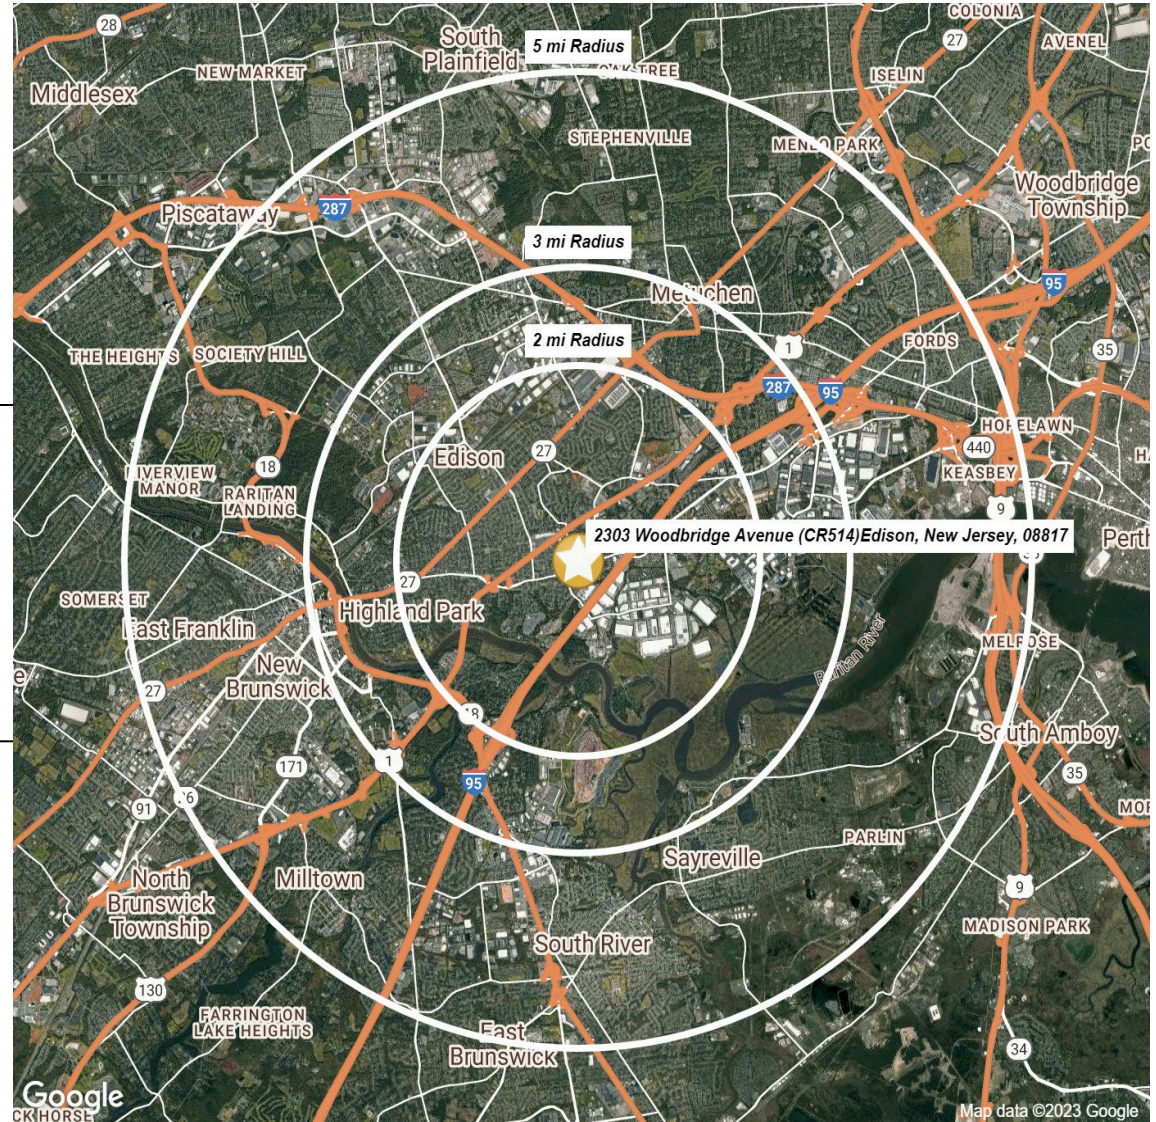 28
COLONIA
27
AVENEL
South
Plainfield
5 mi Radius
OAK TREE
ISELIN
NEW MARKET
Middlesex
STEPHENVILLE
MENLO PARK
Woodbridge
Township
287
Piscataway
3 mi Radius
Metuchen
95
2 mi Radius
1
FORDS
35
THE HEIGHTS
SOCIETY HILL
287
95
HOPELAWN
440
27
Edison
18
RIVERVIEW
MANOR
RARITAN
LANDING
KEASBEY
9
2303 Woodbridge Avenue (CR514)Edison, New Jersey, 08817
Perth
27
SOMERSET
Highland Park
East Franklin
New
Brunswick
Raritan River
MELROSE
27
18
South Amboy
171
1
95
35
91
26
PARLIN
Sayreville
Milltown
North
Brunswick
Township
9
MADISON PARK
South River
130
FARRINGTON
LAKE HEIGHTS
East
Brunswick
34
Google
CK HORSE
Map data ©2023 Google